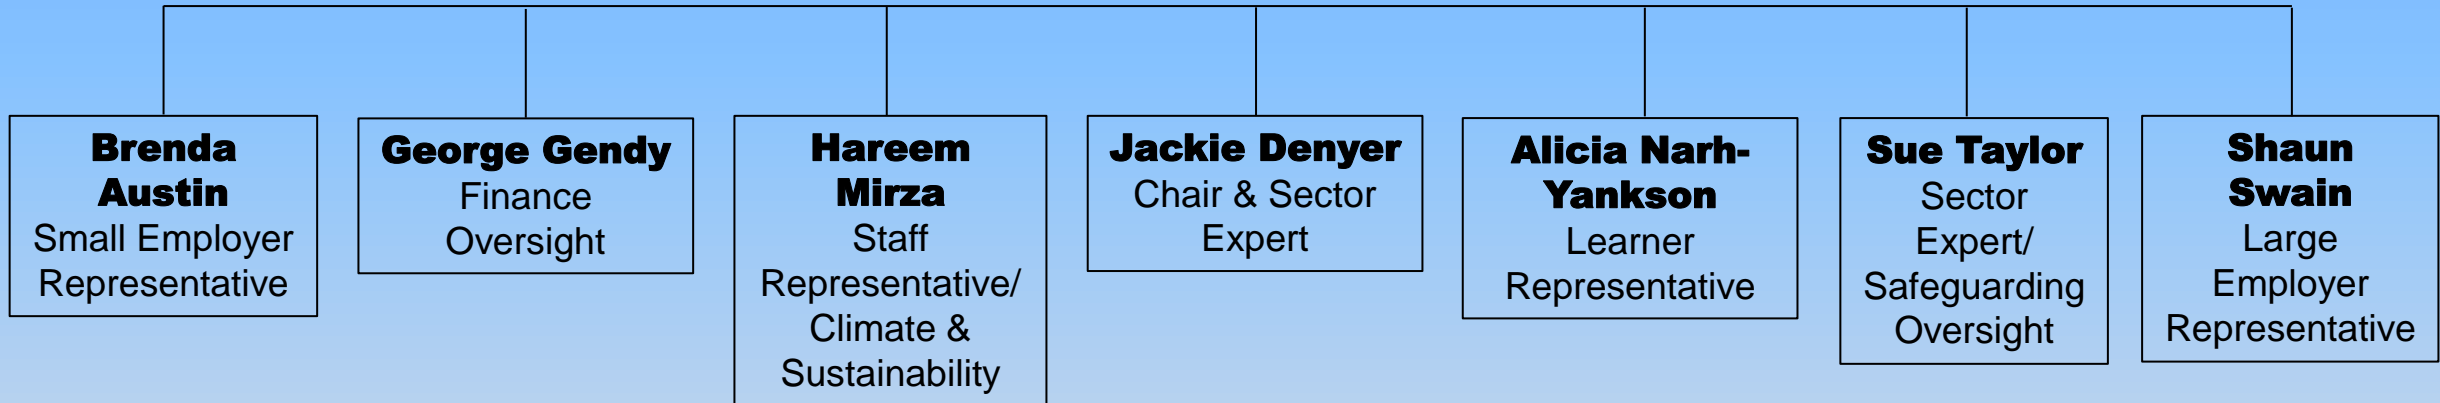 Brenda
Austin
Small Employer
Representative
George Gendy
Finance
Oversight
Hareem
Mirza
Staff
Representative/
Climate &
Sustainability
Jackie Denyer
Chair & Sector
Expert
Alicia Narh-
Yankson
Learner
Representative
Sue Taylor
Sector
Expert/
Safeguarding
Oversight
Shaun
Swain
Large
Employer
Representative